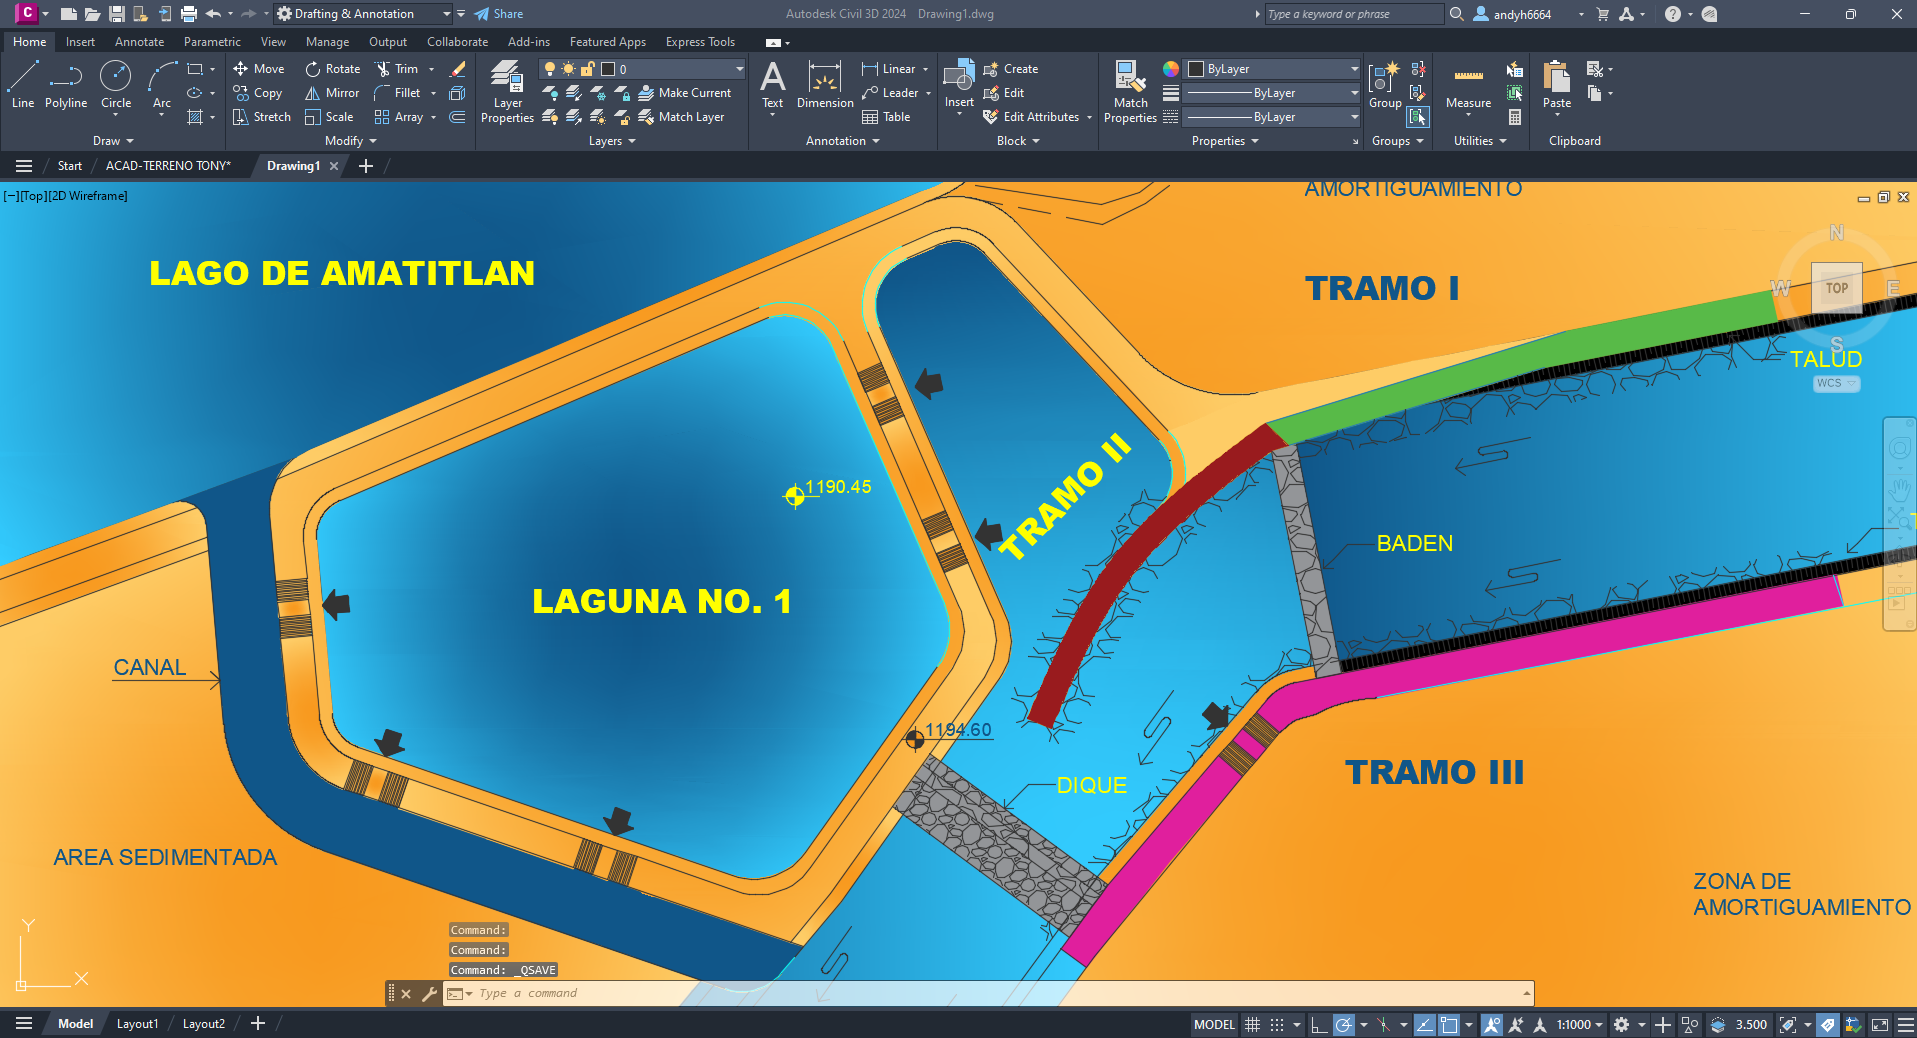 C
Drafting & Annotation
Share
Autodesk Civil 3D 2024 Drawing1.dwg
Type a keyword or phrase
andyh6664
Home Insert Annotate Parametric View Manage Output Collaborate Add-ins Featured Apps Express Tools
Line Polyline Circle Arc
Draw
Move Rotate Trim
Copy Mirror Fillet
Stretch Scale Array
Modify
Layer Properties
0
Make Current
Match Layer
Layers
Text Dimension
Linear
Leader
Table
Annotation
Insert
Create
Edit
Edit Attributes
Block
Match Properties
ByLayer
ByLayer
ByLayer
Properties
Group
Groups
Measure
Utilities
Paste
Clipboard
Start ACAD-TERRENO TONY* Drawing1
[−][Top][2D Wireframe]
AMORTIGUAMIENTO
LAGO DE AMATITLAN
TRAMO I
N
W TOP E
S
TALUD
WCS
1190.45
TRAMO II
BADEN
T
LAGUNA NO. 1
CANAL
1194.60
DIQUE
TRAMO III
AREA SEDIMENTADA
ZONA DE
AMORTIGUAMIENTO
Y
X
Command:
Command:
Command: _QSAVE
Type a command
Model Layout1 Layout2
MODEL 1:1000 3.500